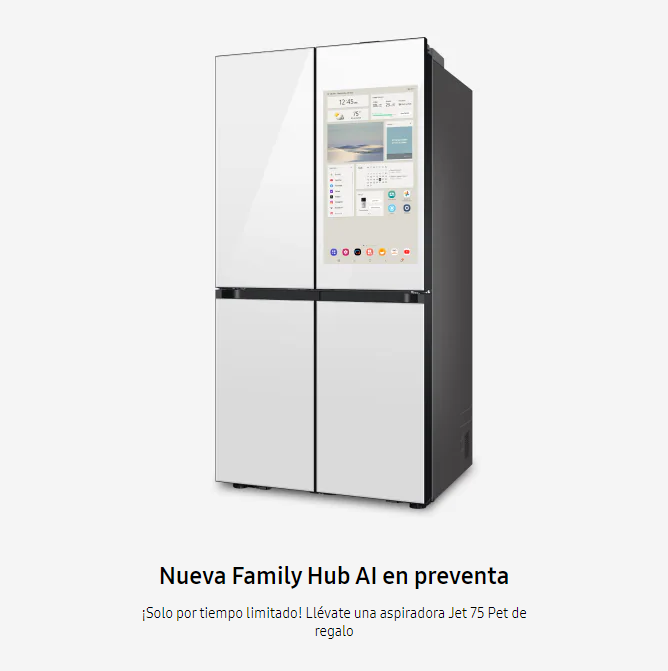 12:45
75°
Nueva Family Hub AI en preventa
¡Solo por tiempo limitado! Llévate una aspiradora Jet 75 Pet de
regalo